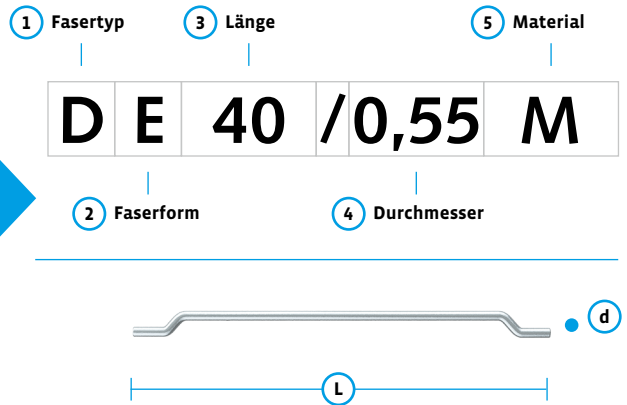 1 Fasertyp 3 Länge 5 Material
D E 40 /0,55 M
2 Faserform 4 Durchmesser
d
L